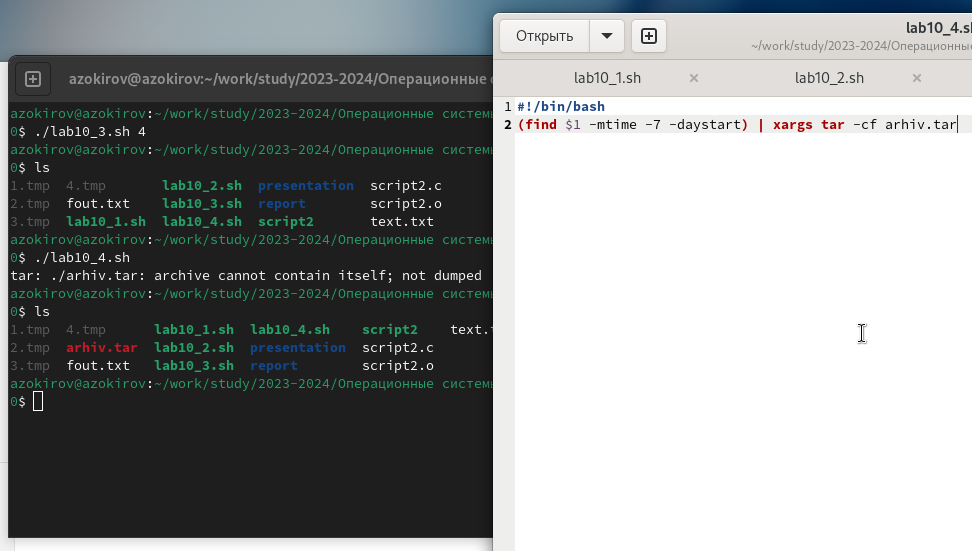 azokirov@azokirov:~/work/study/2023-2024/Операционные
azokirov@azokirov:~/work/study/2023-2024/Операционные систем
0$ ./lab10_3.sh 4
azokirov@azokirov:~/work/study/2023-2024/Операционные систем
0$ ls
1.tmp 4.tmp lab10_2.sh presentation script2.c
2.tmp fout.txt lab10_3.sh report script2.o
3.tmp lab10_1.sh lab10_4.sh script2 text.txt
azokirov@azokirov:~/work/study/2023-2024/Операционные систем
0$ ./lab10_4.sh
tar: ./arhiv.tar: archive cannot contain itself; not dumped
azokirov@azokirov:~/work/study/2023-2024/Операционные систем
0$ ls
1.tmp 4.tmp lab10_1.sh lab10_4.sh script2 text.
2.tmp arhiv.tar lab10_2.sh presentation script2.c
3.tmp fout.txt lab10_3.sh report script2.o
azokirov@azokirov:~/work/study/2023-2024/Операционные систем
0$
Открыть
lab10_4.sh
~/work/study/2023-2024/Операционны
lab10_1.sh × lab10_2.sh ×
1 #!/bin/bash
2 (find $1 -mtime -7 -daystart) | xargs tar -cf arhiv.tar